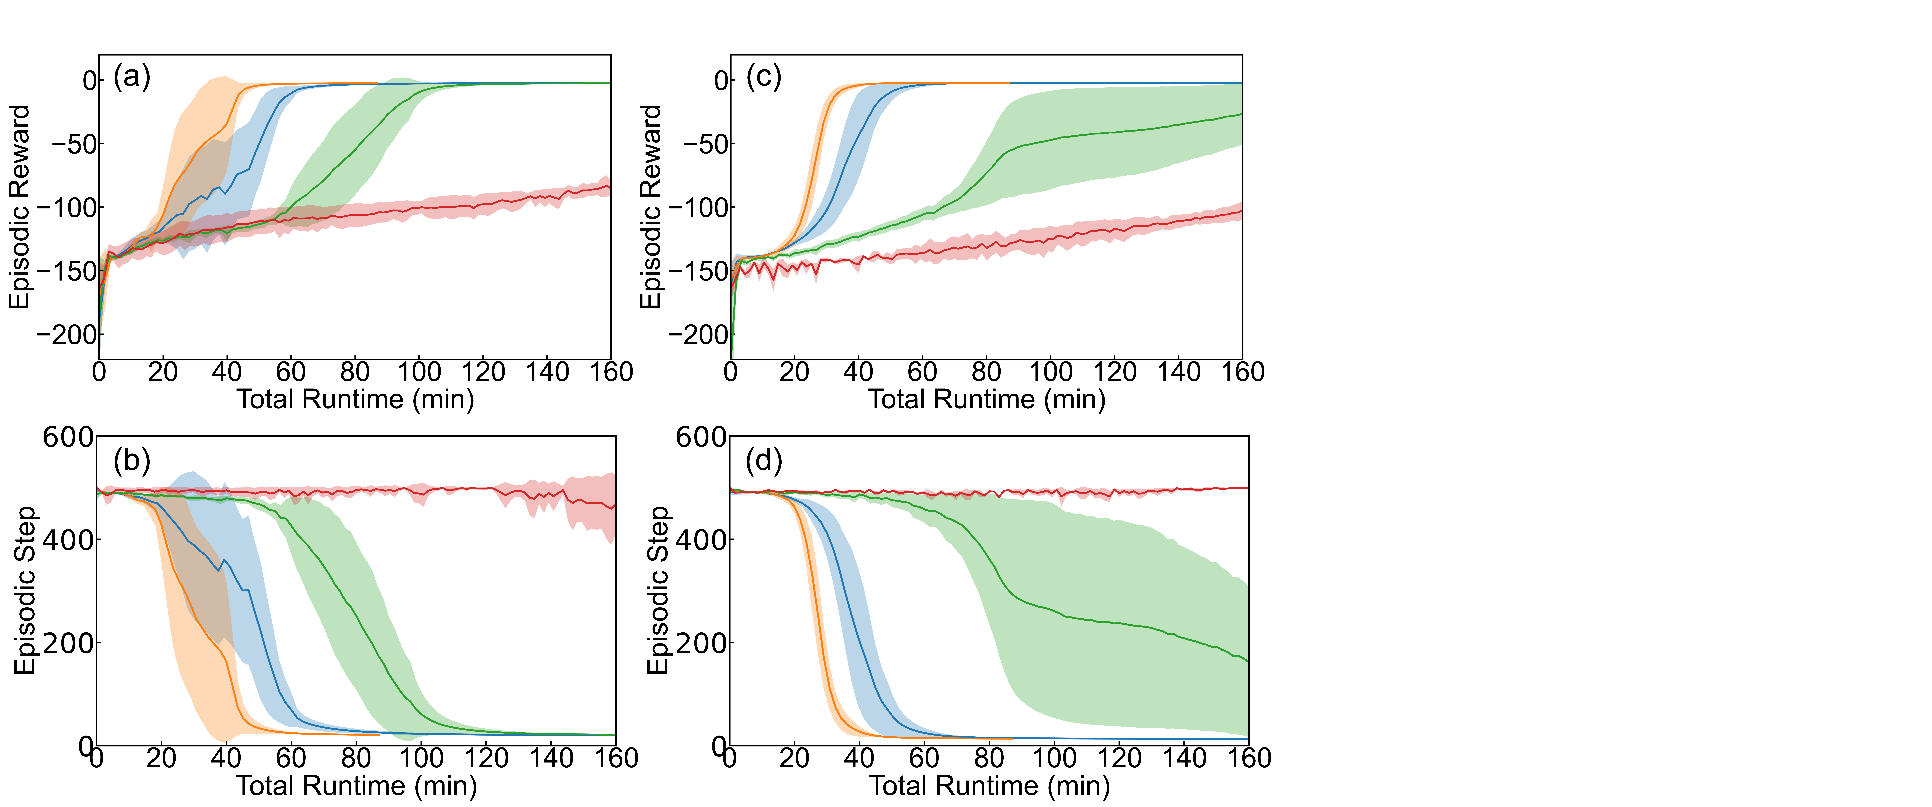 (a)
0
−50
−100
−150
−200
Episodic Reward
0 20 40 60 80 100 120 140 160
Total Runtime (min)
(c)
0
−50
−100
−150
−200
Episodic Reward
0 20 40 60 80 100 120 140 160
Total Runtime (min)
(b)
600
400
200
0
Episodic Step
0 20 40 60 80 100 120 140 160
Total Runtime (min)
(d)
600
400
200
0
Episodic Step
0 20 40 60 80 100 120 140 160
Total Runtime (min)